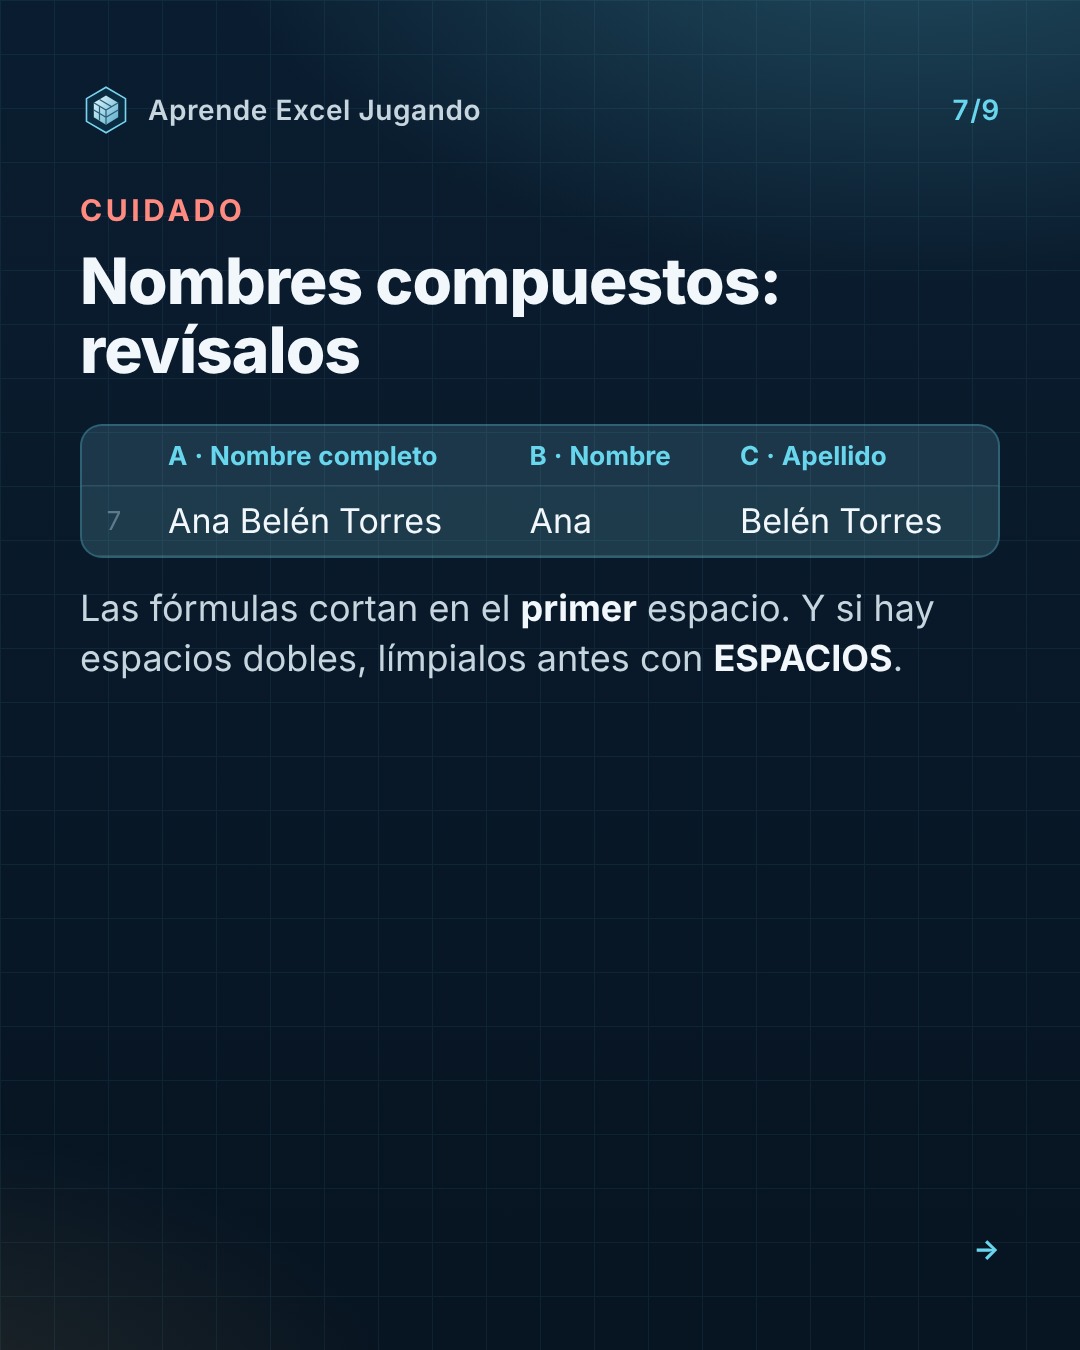 Aprende Excel Jugando
7/9
CUIDADO
Nombres compuestos:
revísalos
A · Nombre completo B · Nombre C · Apellido
7 Ana Belén Torres Ana Belén Torres
Las fórmulas cortan en el primer espacio. Y si hay
espacios dobles, límpialos antes con ESPACIOS.
→